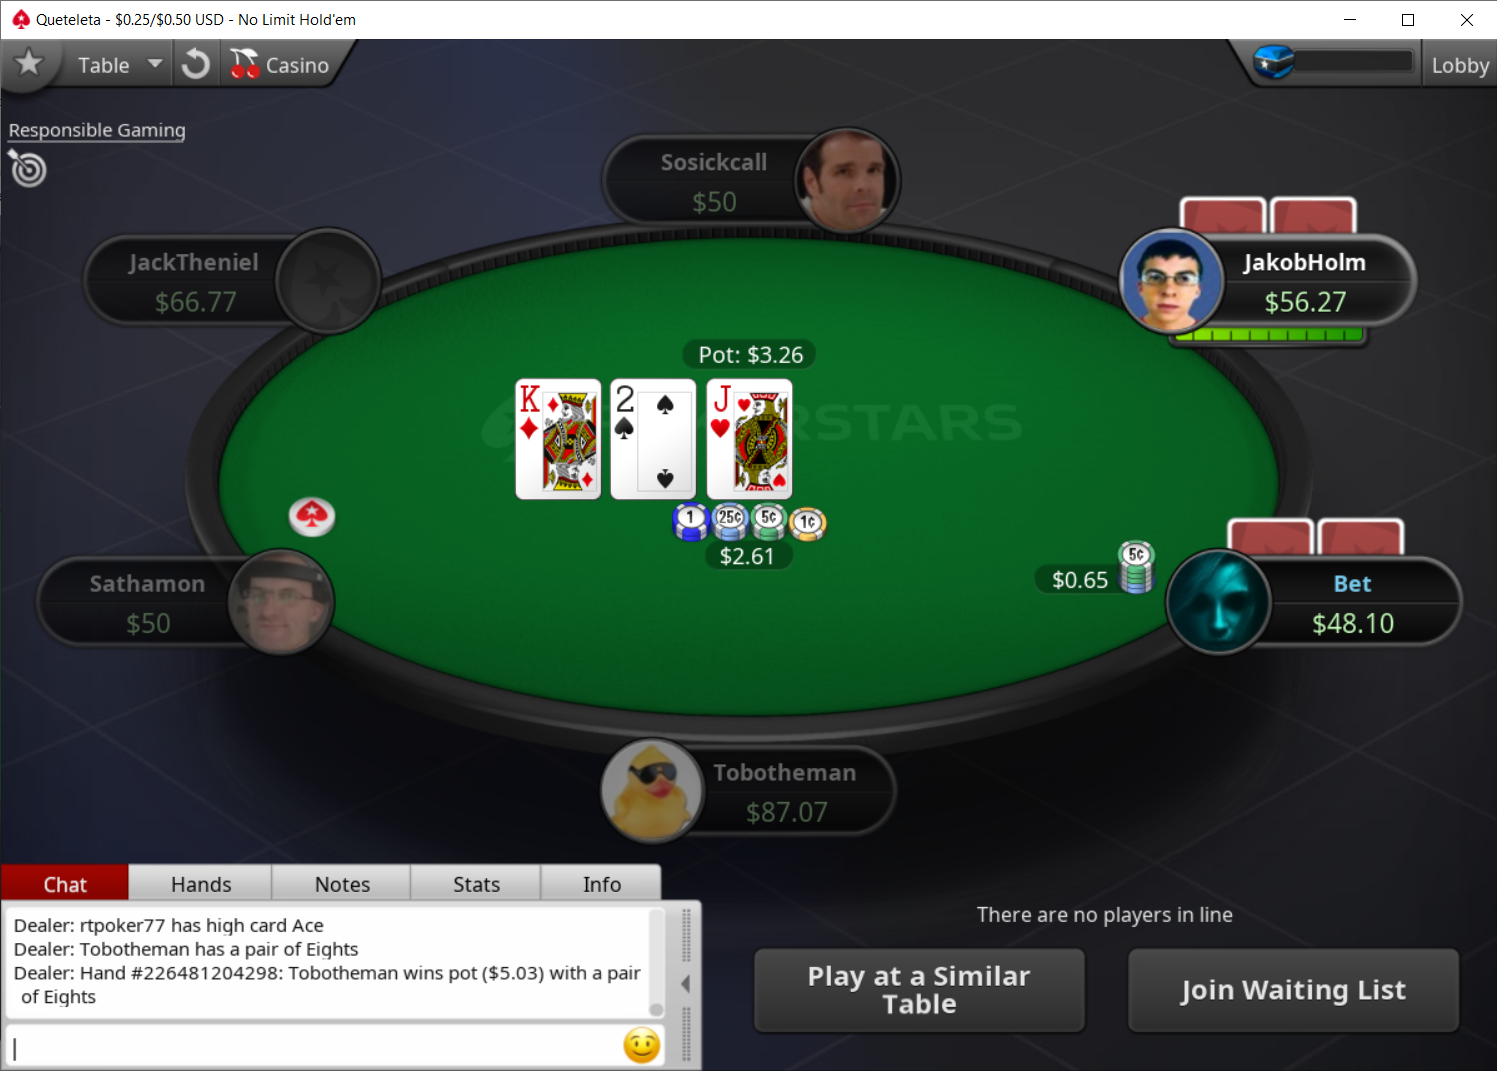 Queteleta - $0.25/$0.50 USD - No Limit Hold'em
Table
Casino
Lobby
Responsible Gaming
Sosickcall
$50
JackTheniel
$66.77
JakobHolm
$56.27
Pot: $3.26
K
2
J
RSTARS
1
25¢
5¢
1¢
$2.61
$0.65
5¢
Sathamon
$50
Bet
$48.10
Tobotheman
$87.07
Chat
Hands
Notes
Stats
Info
Dealer: rtpoker77 has high card Ace
Dealer: Tobotheman has a pair of Eights
Dealer: Hand #226481204298: Tobotheman wins pot ($5.03) with a pair
of Eights
There are no players in line
Play at a Similar
Table
Join Waiting List